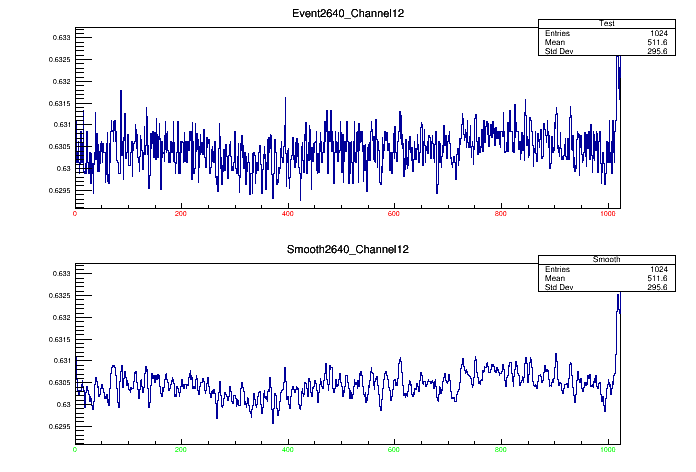 Event2640_Channel12
Test
Entries 1024
Mean 511.6
Std Dev 295.6
0.633
0.6325
0.632
0.6315
0.631
0.6305
0.63
0.6295
0 200 400 600 800 1000
Smooth2640_Channel12
Smooth
Entries 1024
Mean 511.6
Std Dev 295.6
0.633
0.6325
0.632
0.6315
0.631
0.6305
0.63
0.6295
0 200 400 600 800 1000